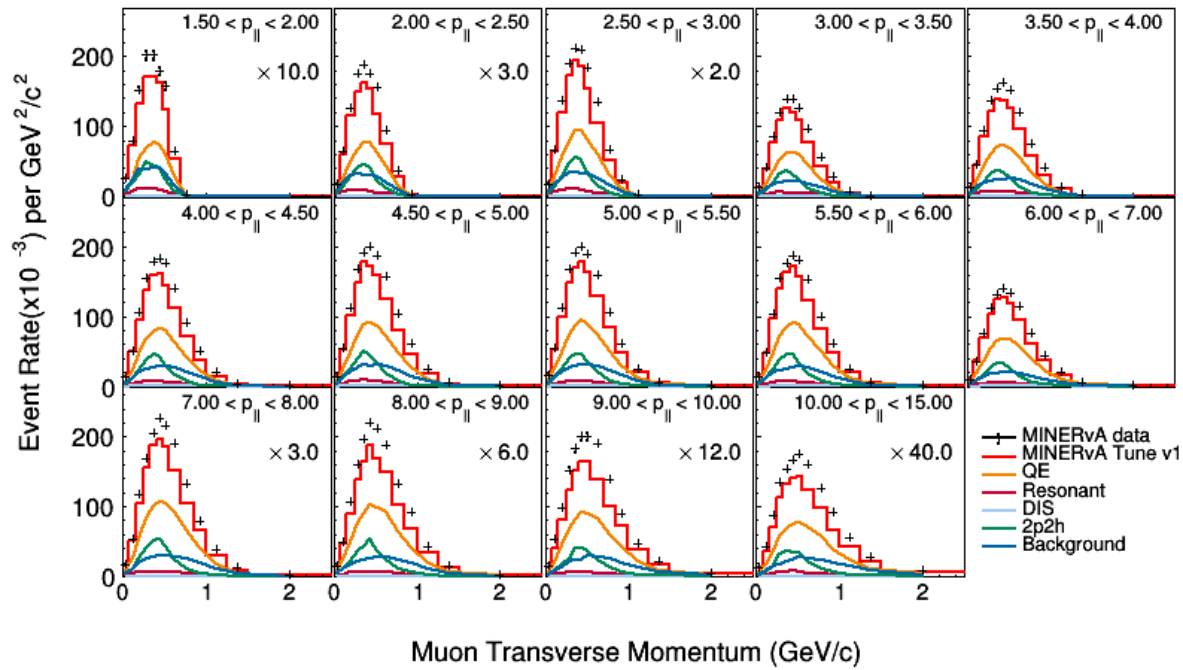 1.50 < p|| < 2.00
2.00 < p|| < 2.50
2.50 < p|| < 3.00
3.00 < p|| < 3.50
3.50 < p|| < 4.00
× 10.0
× 3.0
× 2.0
200
100
0
4.00 < p|| < 4.50
4.50 < p|| < 5.00
5.00 < p|| < 5.50
5.50 < p|| < 6.00
6.00 < p|| < 7.00
200
100
0
7.00 < p|| < 8.00
8.00 < p|| < 9.00
9.00 < p|| < 10.00
10.00 < p|| < 15.00
× 3.0
× 6.0
× 12.0
× 40.0
200
100
0
0 1 2
0 1 2
0 1 2
0 1 2
Event Rate(x10⁻³) per GeV²/c²
Muon Transverse Momentum (GeV/c)
MINERvA data
MINERvA Tune v1
QE
Resonant
DIS
2p2h
Background